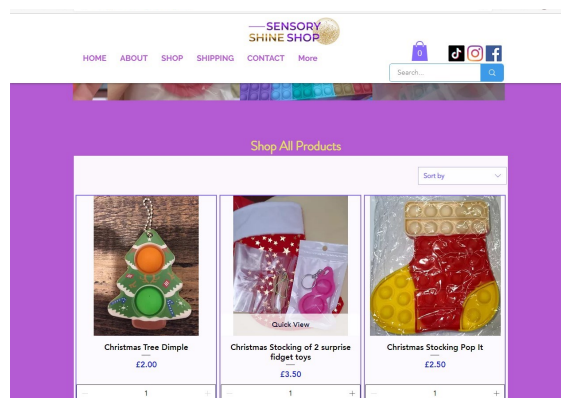 SENSORY
SHINE SHOP
HOME ABOUT SHOP SHIPPING CONTACT More
0
Search...
Shop All Products
Sort by
Quick View
Christmas Tree Dimple
£2.00
1
Christmas Stocking of 2 surprise
fidget toys
£3.50
1
Christmas Stocking Pop It
£2.50
1